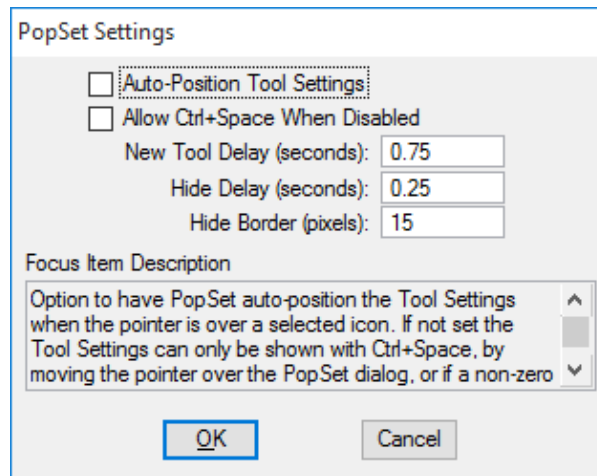 PopSet Settings
Auto-Position Tool Settings
Allow Ctrl+Space When Disabled
New Tool Delay (seconds): 0.75
Hide Delay (seconds): 0.25
Hide Border (pixels): 15
Focus Item Description
Option to have PopSet auto-position the Tool Settings
when the pointer is over a selected icon. If not set the
Tool Settings can only be shown with Ctrl+Space, by
moving the pointer over the PopSet dialog, or if a non-zero
OK Cancel